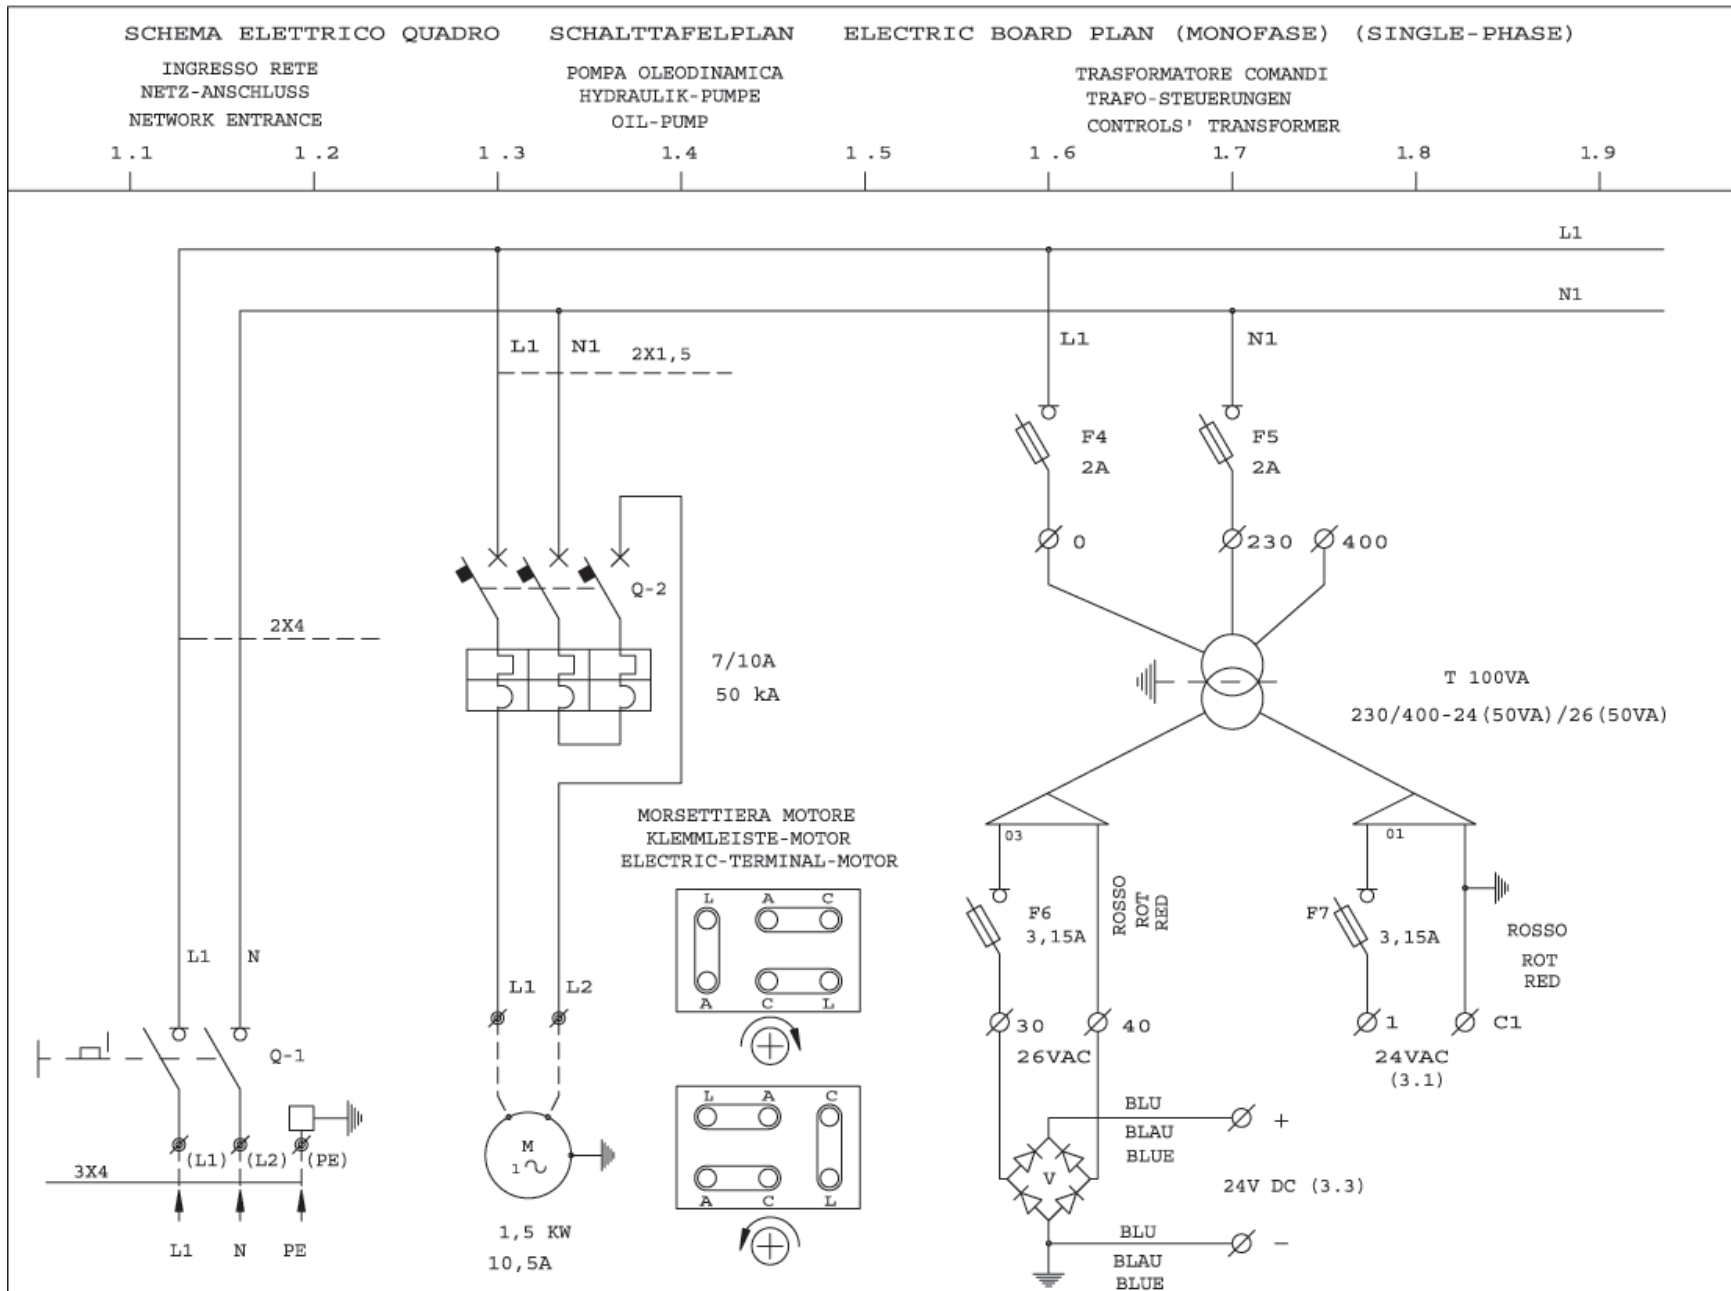 SCHEMA ELETTRICO QUADRO SCHALTTAFELPLAN ELECTRIC BOARD PLAN (MONOFASE) (SINGLE-PHASE)
INGRESSO RETE
NETZ-ANSCHLUSS
NETWORK ENTRANCE
POMPA OLEODINAMICA
HYDRAULIK-PUMPE
OIL-PUMP
TRASFORMATORE COMANDI
TRAFO-STEUERUNGEN
CONTROLS' TRANSFORMER
1.1 1.2 1.3 1.4 1.5 1.6 1.7 1.8 1.9
L1
N1
L1 N1
2X1,5
L1 N1
F4
2A
F5
2A
0 230 400
Q-2
2X4
7/10A
50 kA
T 100VA
230/400-24(50VA)/26(50VA)
MORSETTIERA MOTORE
KLEMMLEISTE-MOTOR
ELECTRIC-TERMINAL-MOTOR
03
01
L A C
A C L
F6
3,15A
ROSSO
ROT
RED
F7
3,15A
ROSSO
ROT
RED
L1 N
L1 L2
30 40
26VAC
1 C1
24VAC
(3.1)
Q-1
(L1) (L2) (PE)
3X4
L1 N PE
M
1
1,5 KW
10,5A
L A C
A C L
BLU
BLAU
BLUE
+
V
24V DC (3.3)
BLU
BLAU
BLUE
−